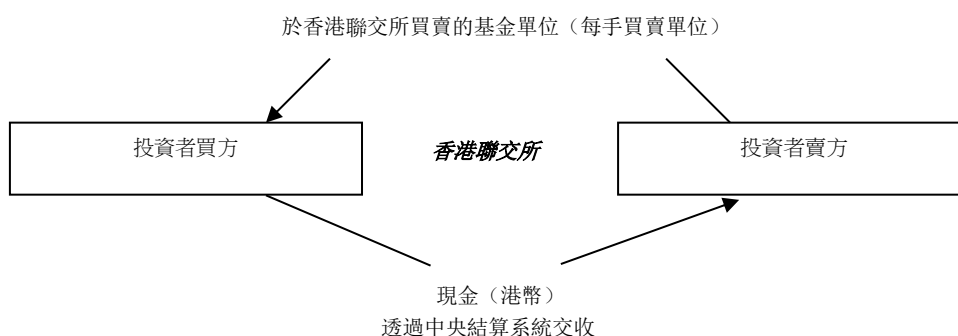 於香港聯交所買賣的基金單位（每手買賣單位）
投資者買方
香港聯交所
投資者賣方
現金（港幣）
透過中央結算系統交收